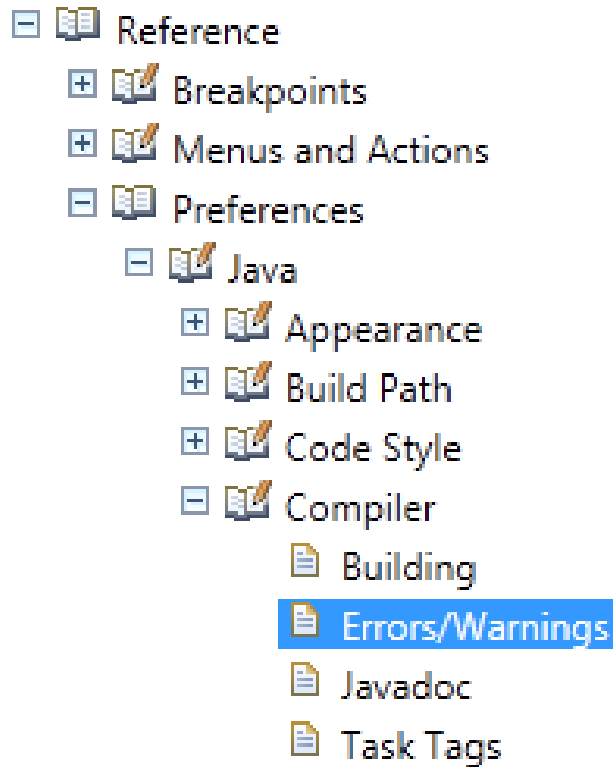 Reference
Breakpoints
Menus and Actions
Preferences
Java
Appearance
Build Path
Code Style
Compiler
Building
Errors/Warnings
Javadoc
Task Tags